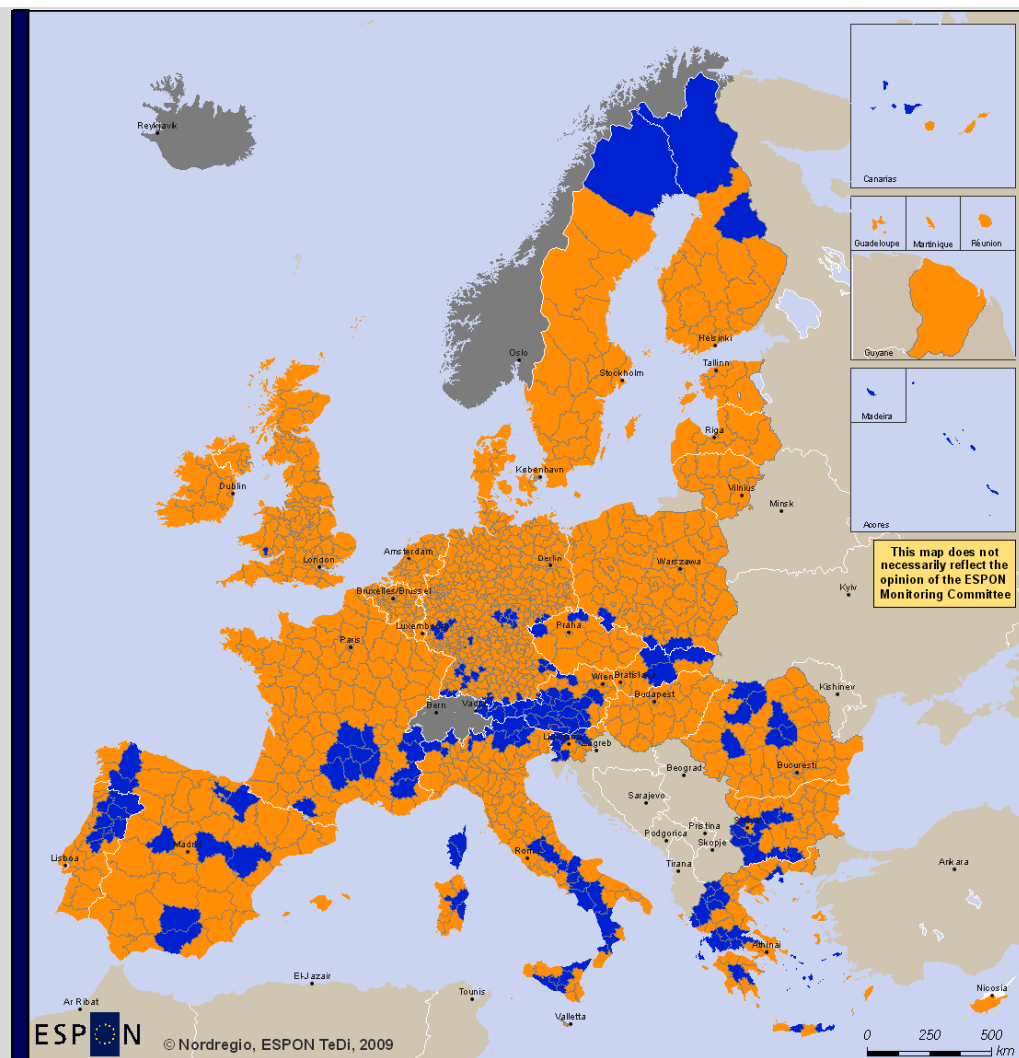 Reykjavik
Canarias
Guadeloupe
Martinique
Réunion
Guyane
Oslo
Helsinki
Tallinn
Stockholm
Madeira
Riga
København
Dublin
Vilnius
Minsk
Acores
London
Amsterdam
Berlin
Warszawa
This map does not
necessarily reflect the
opinion of the ESPON
Monitoring Committee
Bruxelles/Brussel
Kyiv
Luxembourg
Praha
Paris
Wien
Bratislava
Kishinev
Bern
Vaduz
Budapest
Ljubljana
Zagreb
Beograd
Bucuresti
Sarajevo
Pristina
Sofiya
Podgorica
Skopje
Lisboa
Madrid
Roma
Tirana
Ankara
Athinai
El-Jazair
Tounis
Nicosia
Ar Ribat
Valletta
ESPON
© Nordregio, ESPON TeDi, 2009
0 250 500
km